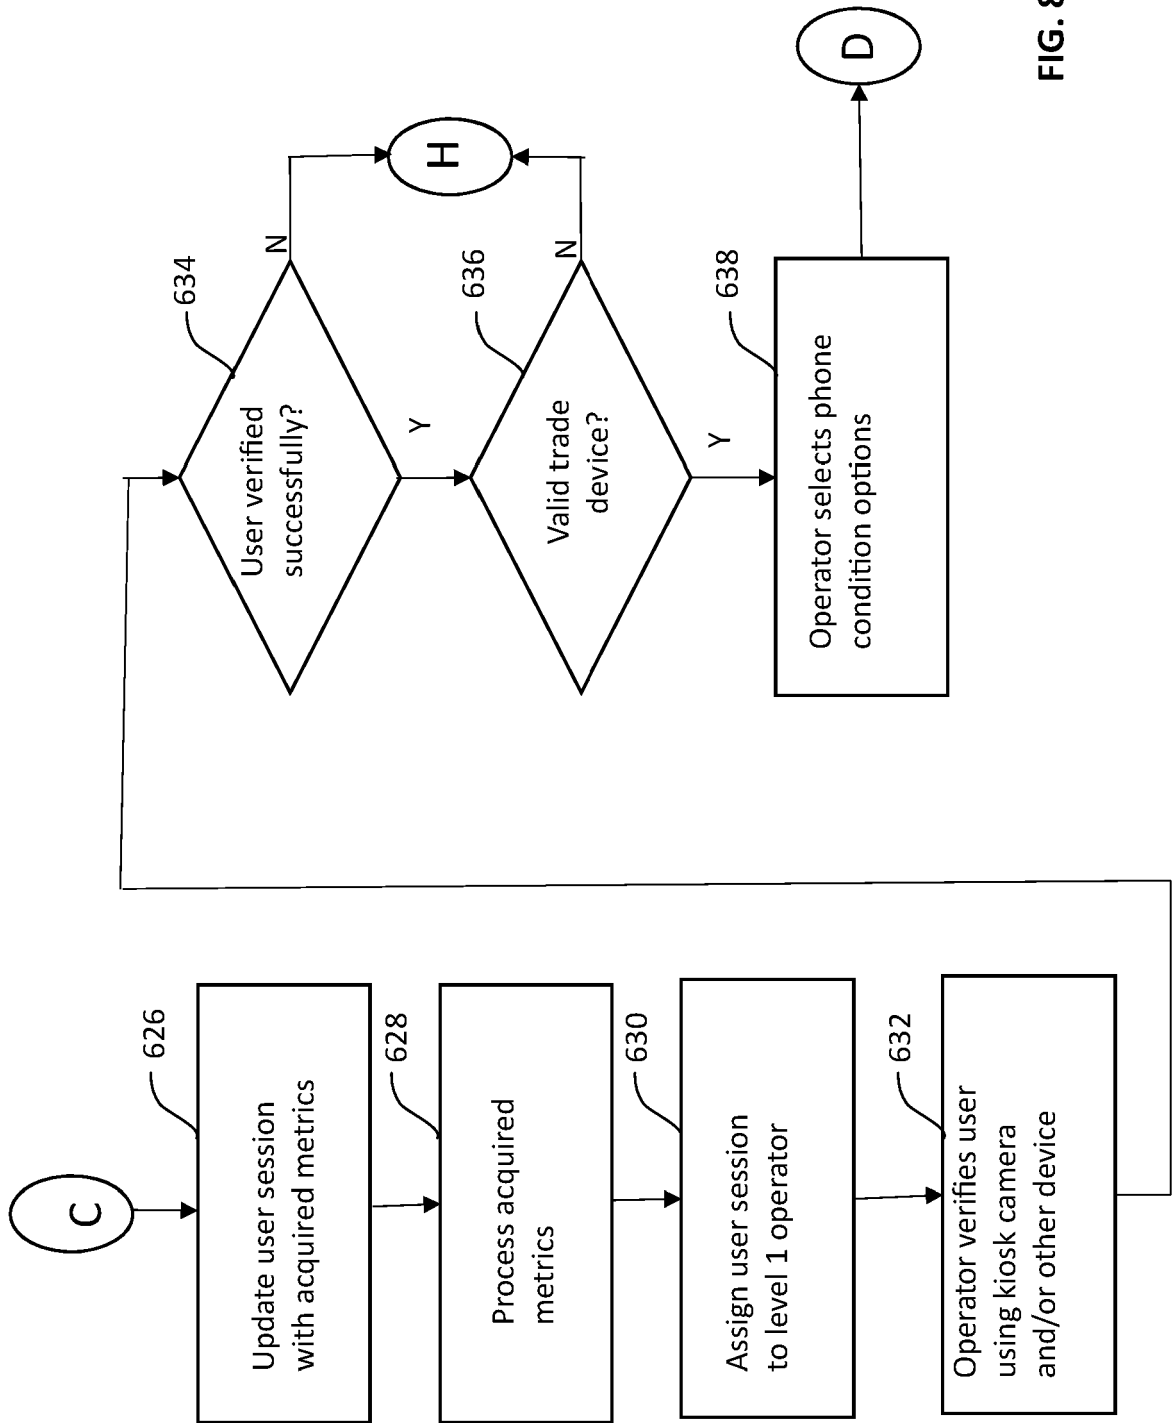 C
626
Update user session
with acquired metrics
628
Process acquired
metrics
630
Assign user session
to level 1 operator
632
Operator verifies user
using kiosk camera
and/or other device
634
User verified
successfully?
N
Y
H
636
Valid trade
device?
N
Y
638
Operator selects phone
condition options
D
FIG. 8